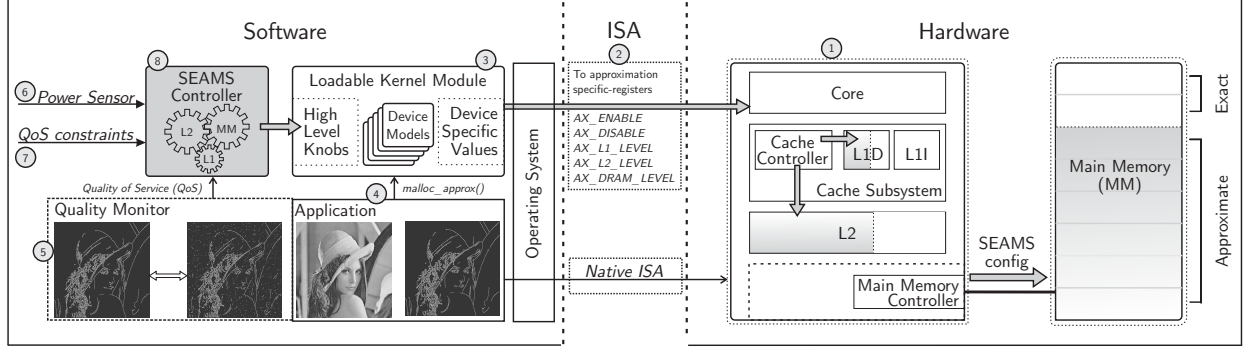 Software
ISA
Hardware
8
SEAMS
Controller
L2
MM
L1
6
Power Sensor
QoS constraints
7
3
Loadable Kernel Module
High
Level
Knobs
Device
Models
Device
Specific
Values
Quality of Service (QoS)
malloc_approx()
4
Quality Monitor
5
Application
Operating System
2
To approximation
specific-registers
AX_ENABLE
AX_DISABLE
AX_L1_LEVEL
AX_L2_LEVEL
AX_DRAM_LEVEL
Native ISA
1
Core
Cache
Controller
L1D
L1I
Cache Subsystem
L2
Main Memory
Controller
SEAMS
config
Main Memory
(MM)
Exact
Approximate